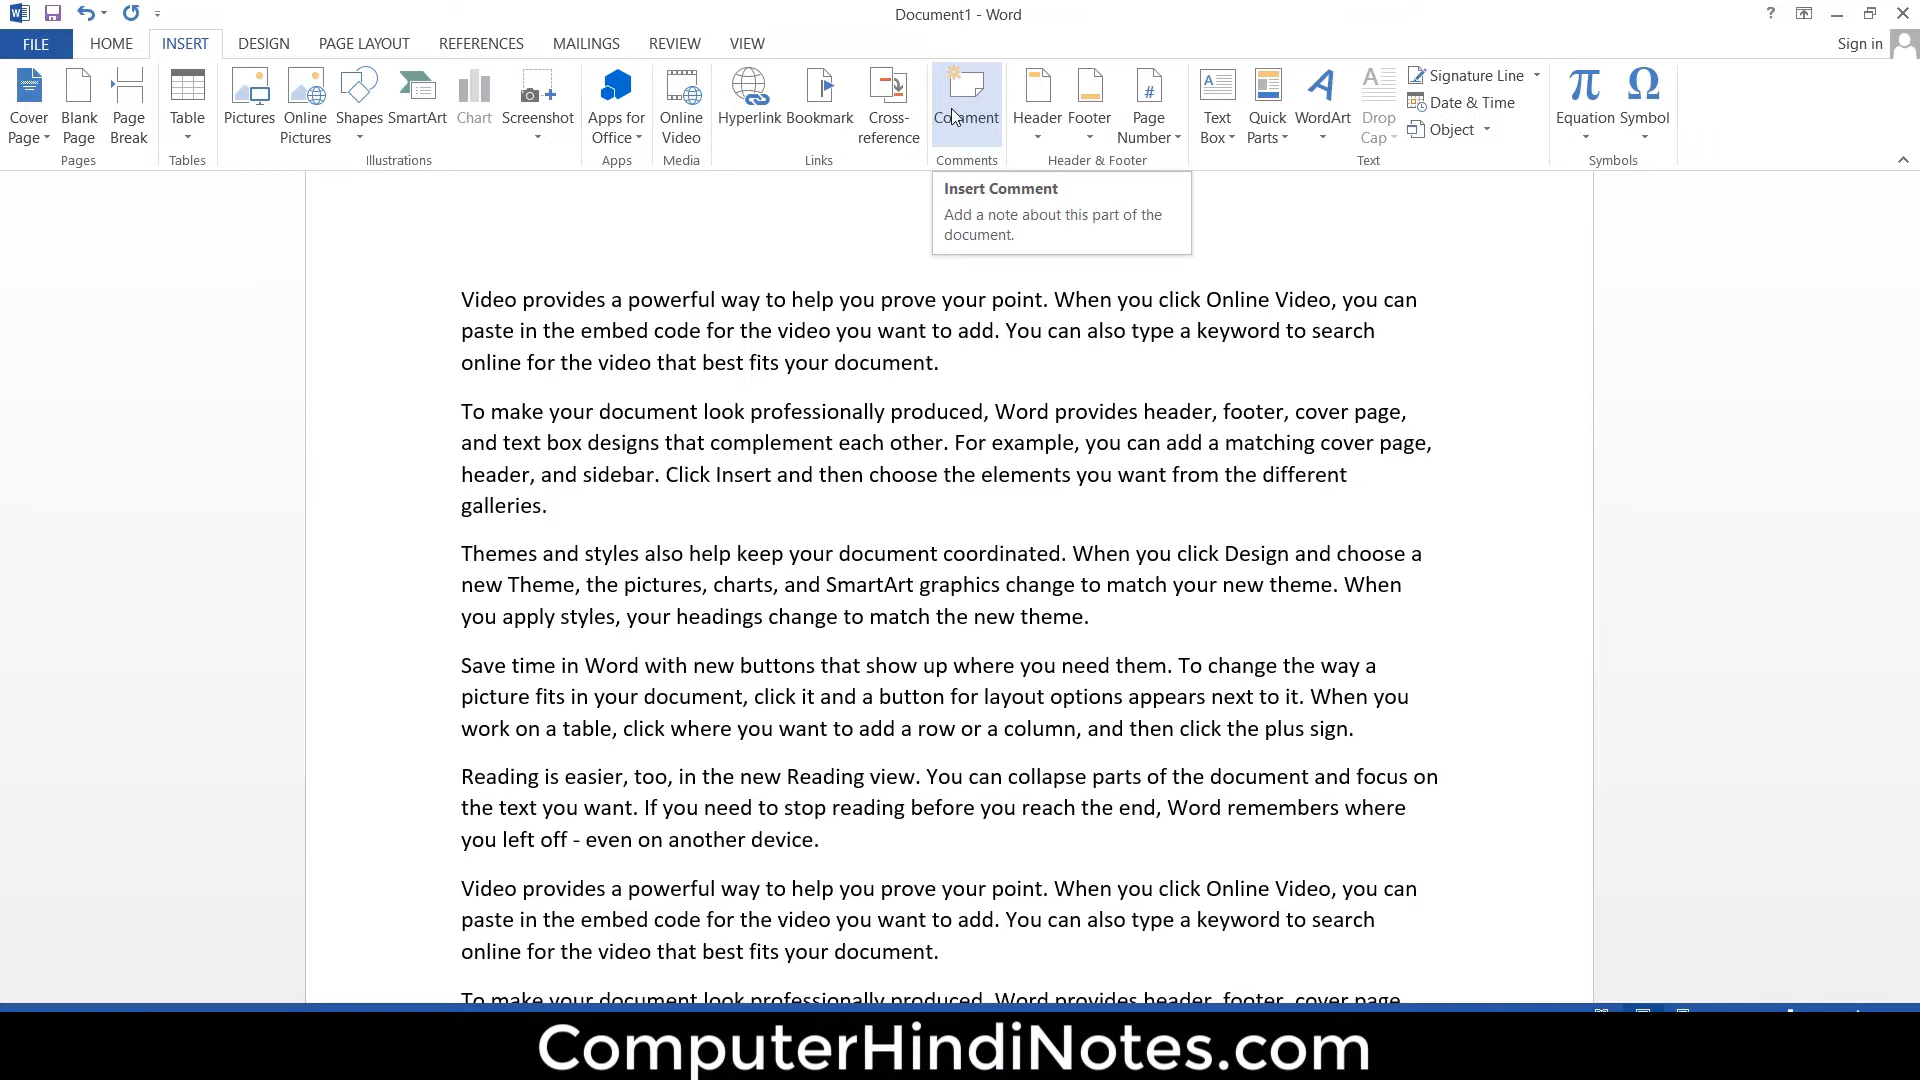 Document1 - Word
?
FILE HOME INSERT DESIGN PAGE LAYOUT REFERENCES MAILINGS REVIEW VIEW
Sign in
Cover Page
Blank Page
Page Break
Pages
Table
Tables
Pictures
Online Pictures
Shapes
SmartArt
Chart
Screenshot
Illustrations
Apps for Office
Apps
Online Video
Media
Hyperlink
Bookmark
Cross-reference
Links
Comment
Comments
Header
Footer
Page Number
Header & Footer
Text Box
Quick Parts
WordArt
Drop Cap
Signature Line
Date & Time
Object
Text
Equation
Symbol
Symbols
Insert Comment
Add a note about this part of the
document.
Video provides a powerful way to help you prove your point. When you click Online Video, you can
paste in the embed code for the video you want to add. You can also type a keyword to search
online for the video that best fits your document.
To make your document look professionally produced, Word provides header, footer, cover page,
and text box designs that complement each other. For example, you can add a matching cover page,
header, and sidebar. Click Insert and then choose the elements you want from the different
galleries.
Themes and styles also help keep your document coordinated. When you click Design and choose a
new Theme, the pictures, charts, and SmartArt graphics change to match your new theme. When
you apply styles, your headings change to match the new theme.
Save time in Word with new buttons that show up where you need them. To change the way a
picture fits in your document, click it and a button for layout options appears next to it. When you
work on a table, click where you want to add a row or a column, and then click the plus sign.
Reading is easier, too, in the new Reading view. You can collapse parts of the document and focus on
the text you want. If you need to stop reading before you reach the end, Word remembers where
you left off - even on another device.
Video provides a powerful way to help you prove your point. When you click Online Video, you can
paste in the embed code for the video you want to add. You can also type a keyword to search
online for the video that best fits your document.
To make your document look professionally produced, Word provides header, footer, cover page,
ComputerHindiNotes.com